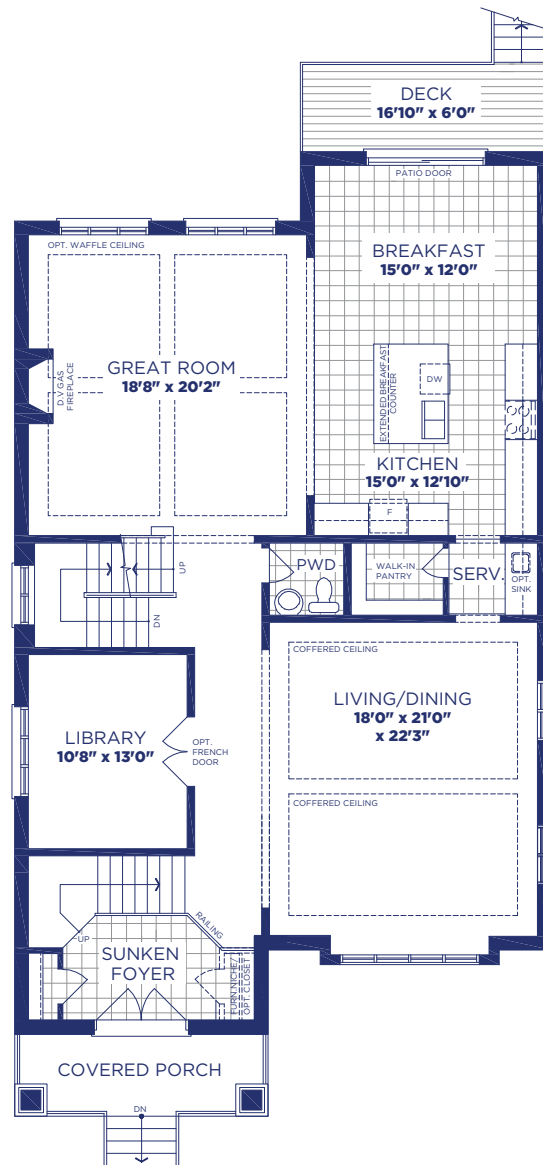 DECK
16'10" x 6'0"
PATIO DOOR
BREAKFAST
15'0" x 12'0"
OPT. WAFFLE CEILING
GREAT ROOM
18'8" x 20'2"
D.V GAS
FIREPLACE
EXTENDED BREAKFAST
COUNTER
DW
KITCHEN
15'0" x 12'10"
F
UP
DN
PWD
WALK-IN
PANTRY
SERV.
OPT.
SINK
COFFERED CEILING
LIVING/DINING
18'0" x 21'0"
x 22'3"
COFFERED CEILING
LIBRARY
10'8" x 13'0"
OPT.
FRENCH
DOOR
UP
RAILING
SUNKEN
FOYER
FURN NICHE/
OPT. CLOSET
COVERED PORCH
DN